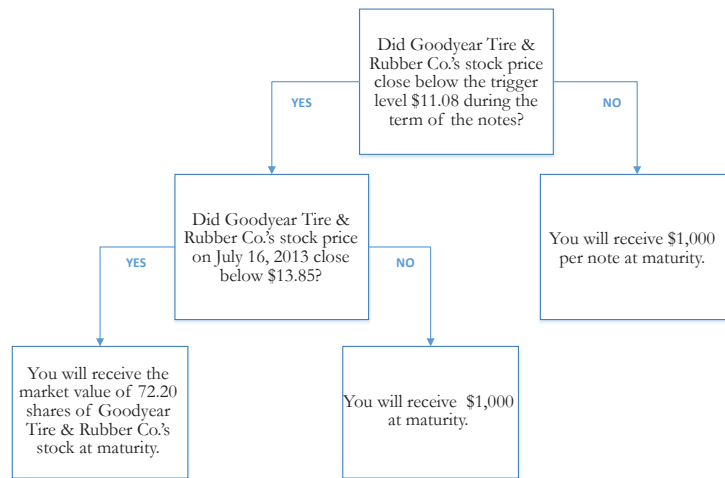 Did Goodyear Tire &
Rubber Co.'s stock price
close below the trigger
level $11.08 during the
term of the notes?
YES
NO
Did Goodyear Tire &
Rubber Co.'s stock price
on July 16, 2013 close
below $13.85?
You will receive $1,000
per note at maturity.
YES
NO
You will receive the
market value of 72.20
shares of Goodyear
Tire & Rubber Co.'s
stock at maturity.
You will receive $1,000
at maturity.